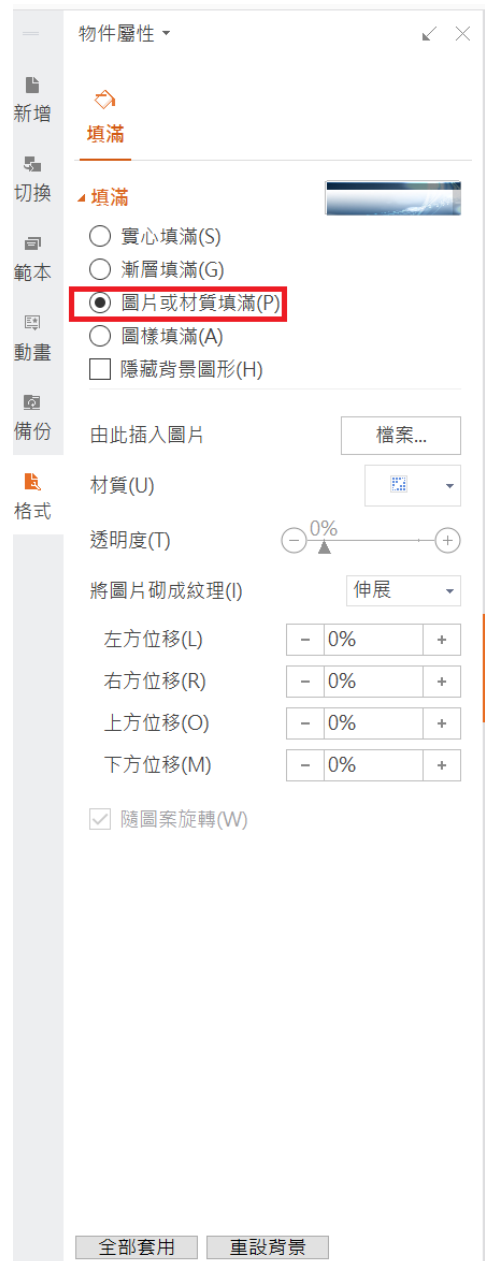 物件屬性
新增
切換
範本
動畫
備份
格式
填滿
填滿
實心填滿(S)
漸層填滿(G)
圖片或材質填滿(P)
圖樣填滿(A)
隱藏背景圖形(H)
由此插入圖片 檔案...
材質(U)
透明度(T) 0%
將圖片砌成紋理(I) 伸展
左方位移(L) - 0% +
右方位移(R) - 0% +
上方位移(O) - 0% +
下方位移(M) - 0% +
隨圖案旋轉(W)
全部套用 重設背景